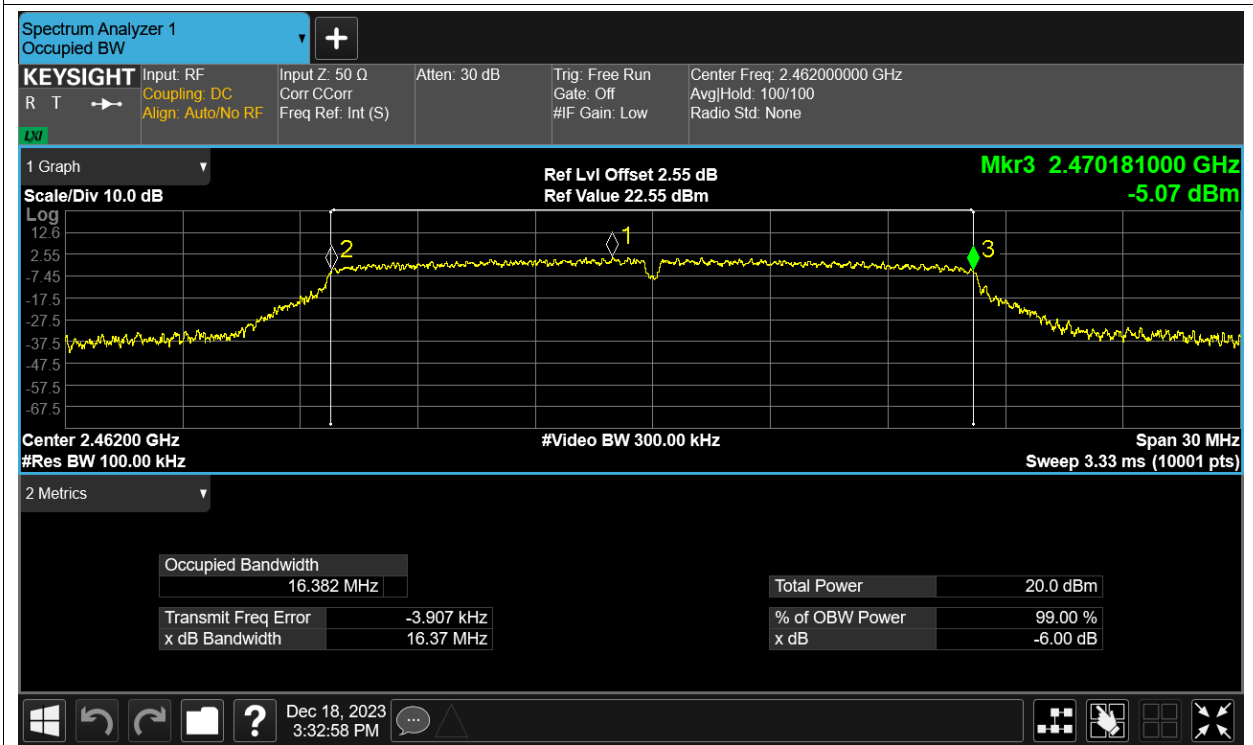 Spectrum Analyzer 1
Occupied BW
+
KEYSIGHT
R T
LXI
Input: RF
Coupling: DC
Align: Auto/No RF
Input Z: 50 Ω
Corr CCorr
Freq Ref: Int (S)
Atten: 30 dB
Trig: Free Run
Gate: Off
#IF Gain: Low
Center Freq: 2.462000000 GHz
Avg|Hold: 100/100
Radio Std: None
1 Graph
Scale/Div 10.0 dB
Ref Lvl Offset 2.55 dB
Ref Value 22.55 dBm
Mkr3 2.470181000 GHz
-5.07 dBm
Log
12.6
2.55
-7.45
-17.5
-27.5
-37.5
-47.5
-57.5
-67.5
2
1
3
Center 2.46200 GHz
#Video BW 300.00 kHz
Span 30 MHz
#Res BW 100.00 kHz
Sweep 3.33 ms (10001 pts)
2 Metrics
Occupied Bandwidth
16.382 MHz
Transmit Freq Error -3.907 kHz
x dB Bandwidth 16.37 MHz
Total Power 20.0 dBm
% of OBW Power 99.00 %
x dB -6.00 dB
?
Dec 18, 2023
3:32:58 PM